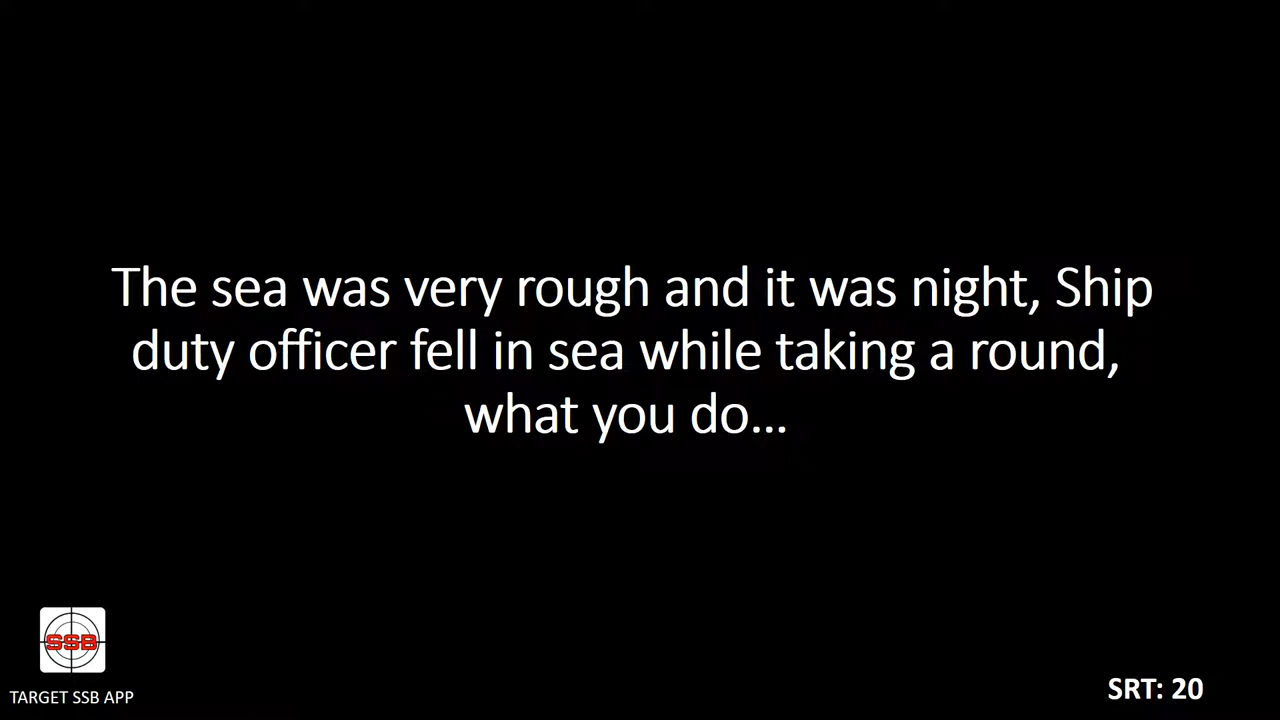 The sea was very rough and it was night, Ship
duty officer fell in sea while taking a round,
what you do...
SSB
TARGET SSB APP
SRT: 20